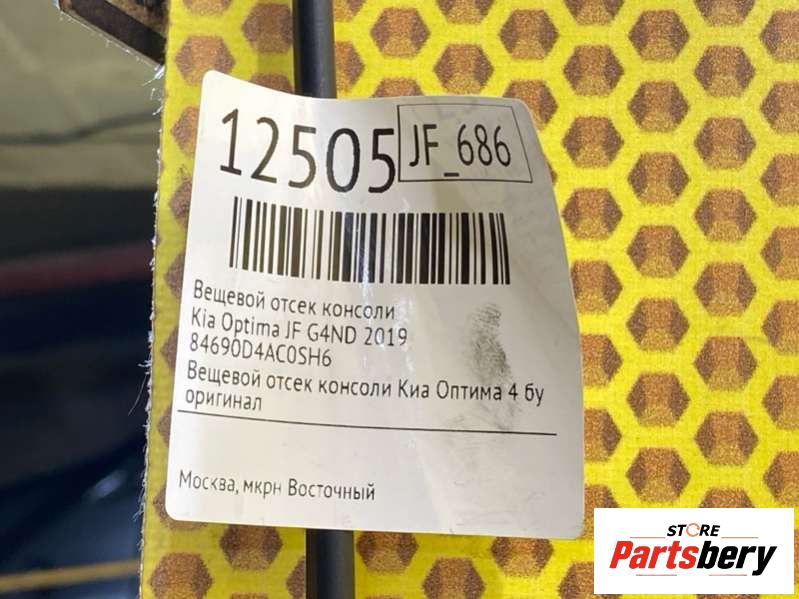 12505 JF_686
Вещевой отсек консоли
Kia Optima JF G4ND 2019
84690D4AC0SH6
Вещевой отсек консоли Киа Оптима 4 бу
оригинал
Москва, мкрн Восточный
STORE
Partsbery